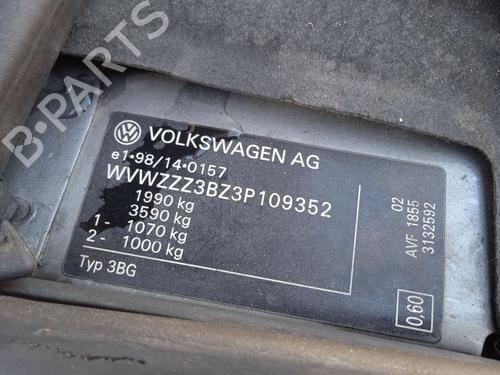 B-PARTS
VOLKSWAGEN AG
e1*98/14*0157
WVWZZZ3BZ3P109352
1990 kg
3590 kg
1- 1070 kg
2- 1000 kg
Typ 3BG
02
AVF 1855
3132592
0,60